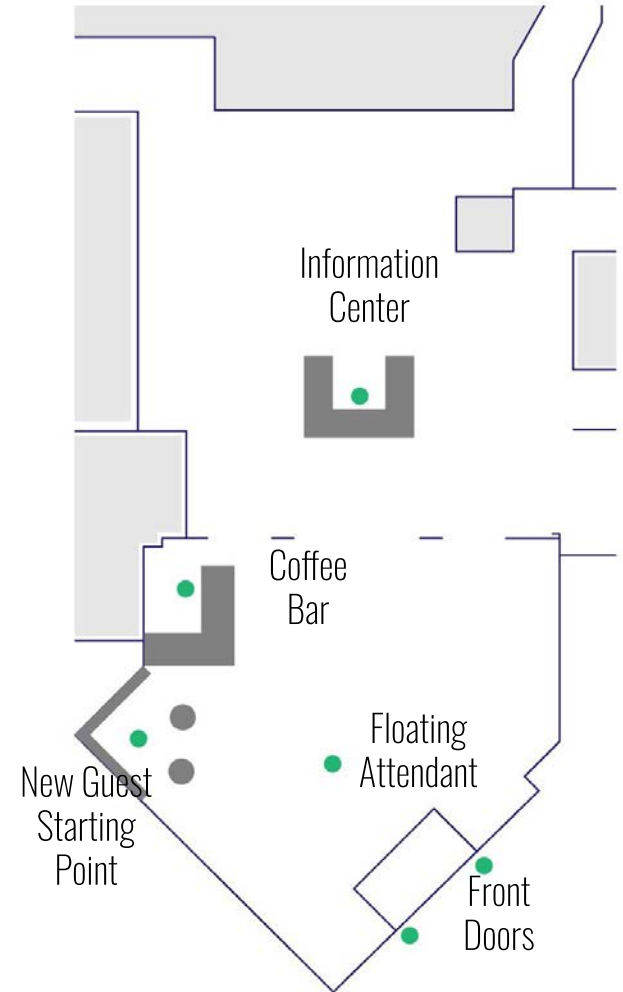 Information
Center
Coffee
Bar
Floating
Attendant
New Guest
Starting
Point
Front
Doors